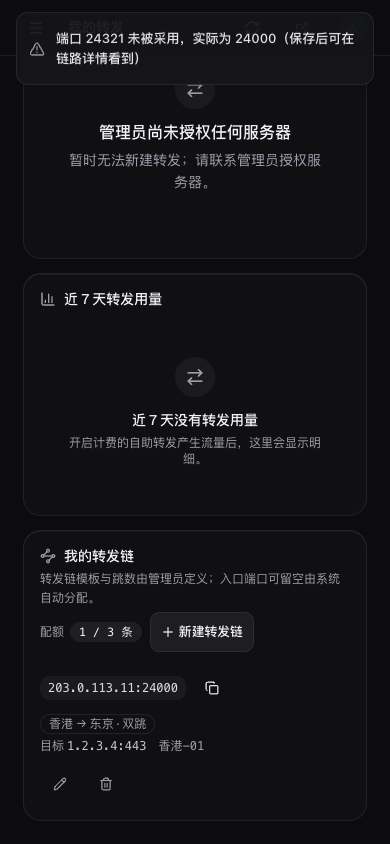 端口 24321 未被采用，实际为 24000（保存后可在
链路详情看到）
管理员尚未授权任何服务器
暂时无法新建转发；请联系管理员授权服
务器。
近 7 天转发用量
近 7 天没有转发用量
开启计费的自助转发产生流量后，这里会显示明
细。
我的转发链
转发链模板与跳数由管理员定义；入口端口可留空由系统
自动分配。
配额 1 / 3 条 + 新建转发链
203.0.113.11:24000
香港 → 东京 · 双跳
目标 1.2.3.4:443 香港-01